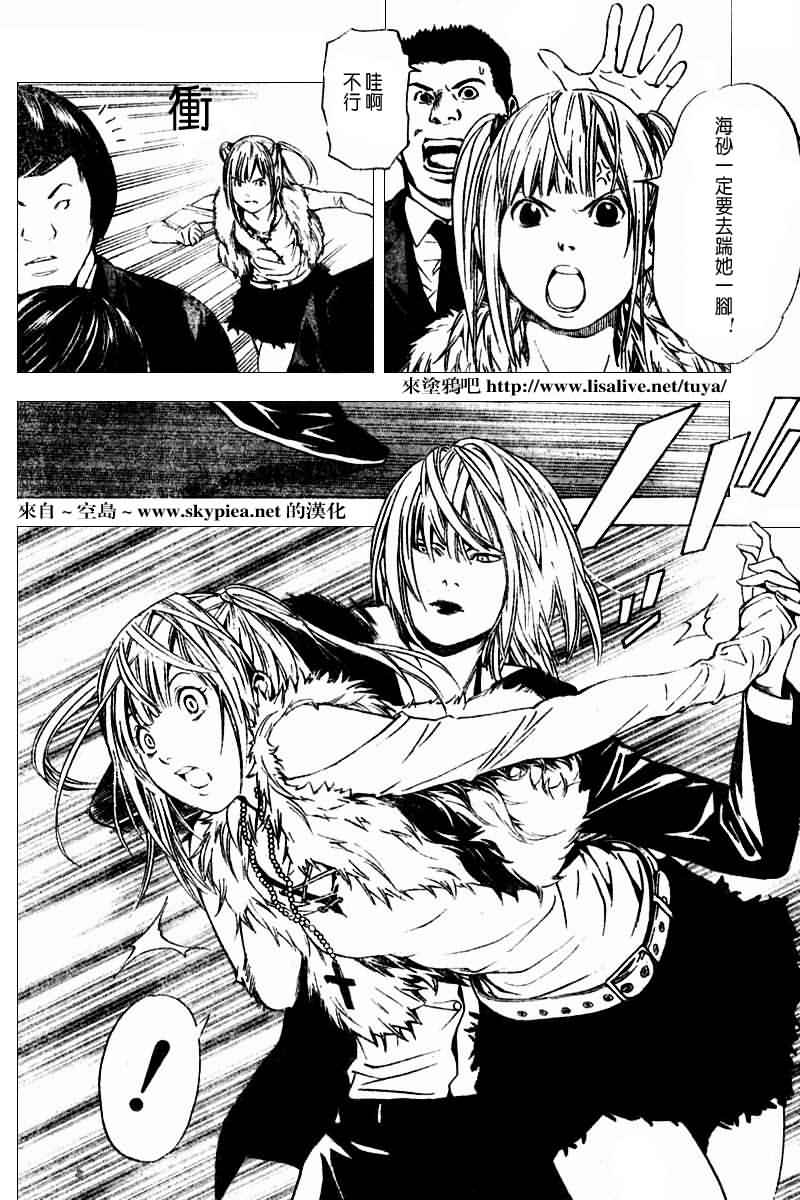 海砂一定要去踹她一腳！
哇啊
不行
衝
來塗鴉吧 http://www.lisalive.net/tuya/
來自～空島～www.skypiea.net 的漢化
！